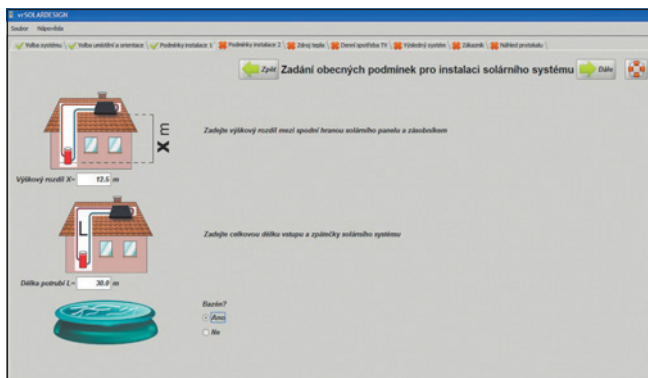 vrSOLARDESIGN
Soubor Nápověda
Volba systému Volba umístění a orientace Podmínky instalace 1 Podmínky instalace 2 Zdroj tepla Denní spotřeba TV Výsledný systém Zákazník Náhled protokolu
Zpět Zadání obecných podmínek pro instalaci solárního systému Dále
X m
Zadejte výškový rozdíl mezi spodní hranou solárního panelu a zásobníkem
Výškový rozdíl X= 12.5 m
L
Zadejte celkovou délku vstupu a zpátečky solárního systému
Délka potrubí L= 30.0 m
Bazén?
Ano
Ne